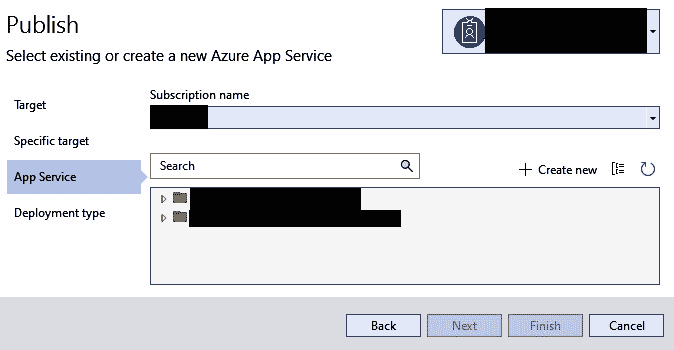 Publish
Select existing or create a new Azure App Service
Target
Subscription name
Specific target
Search
Create new
App Service
Deployment type
Back
Next
Finish
Cancel